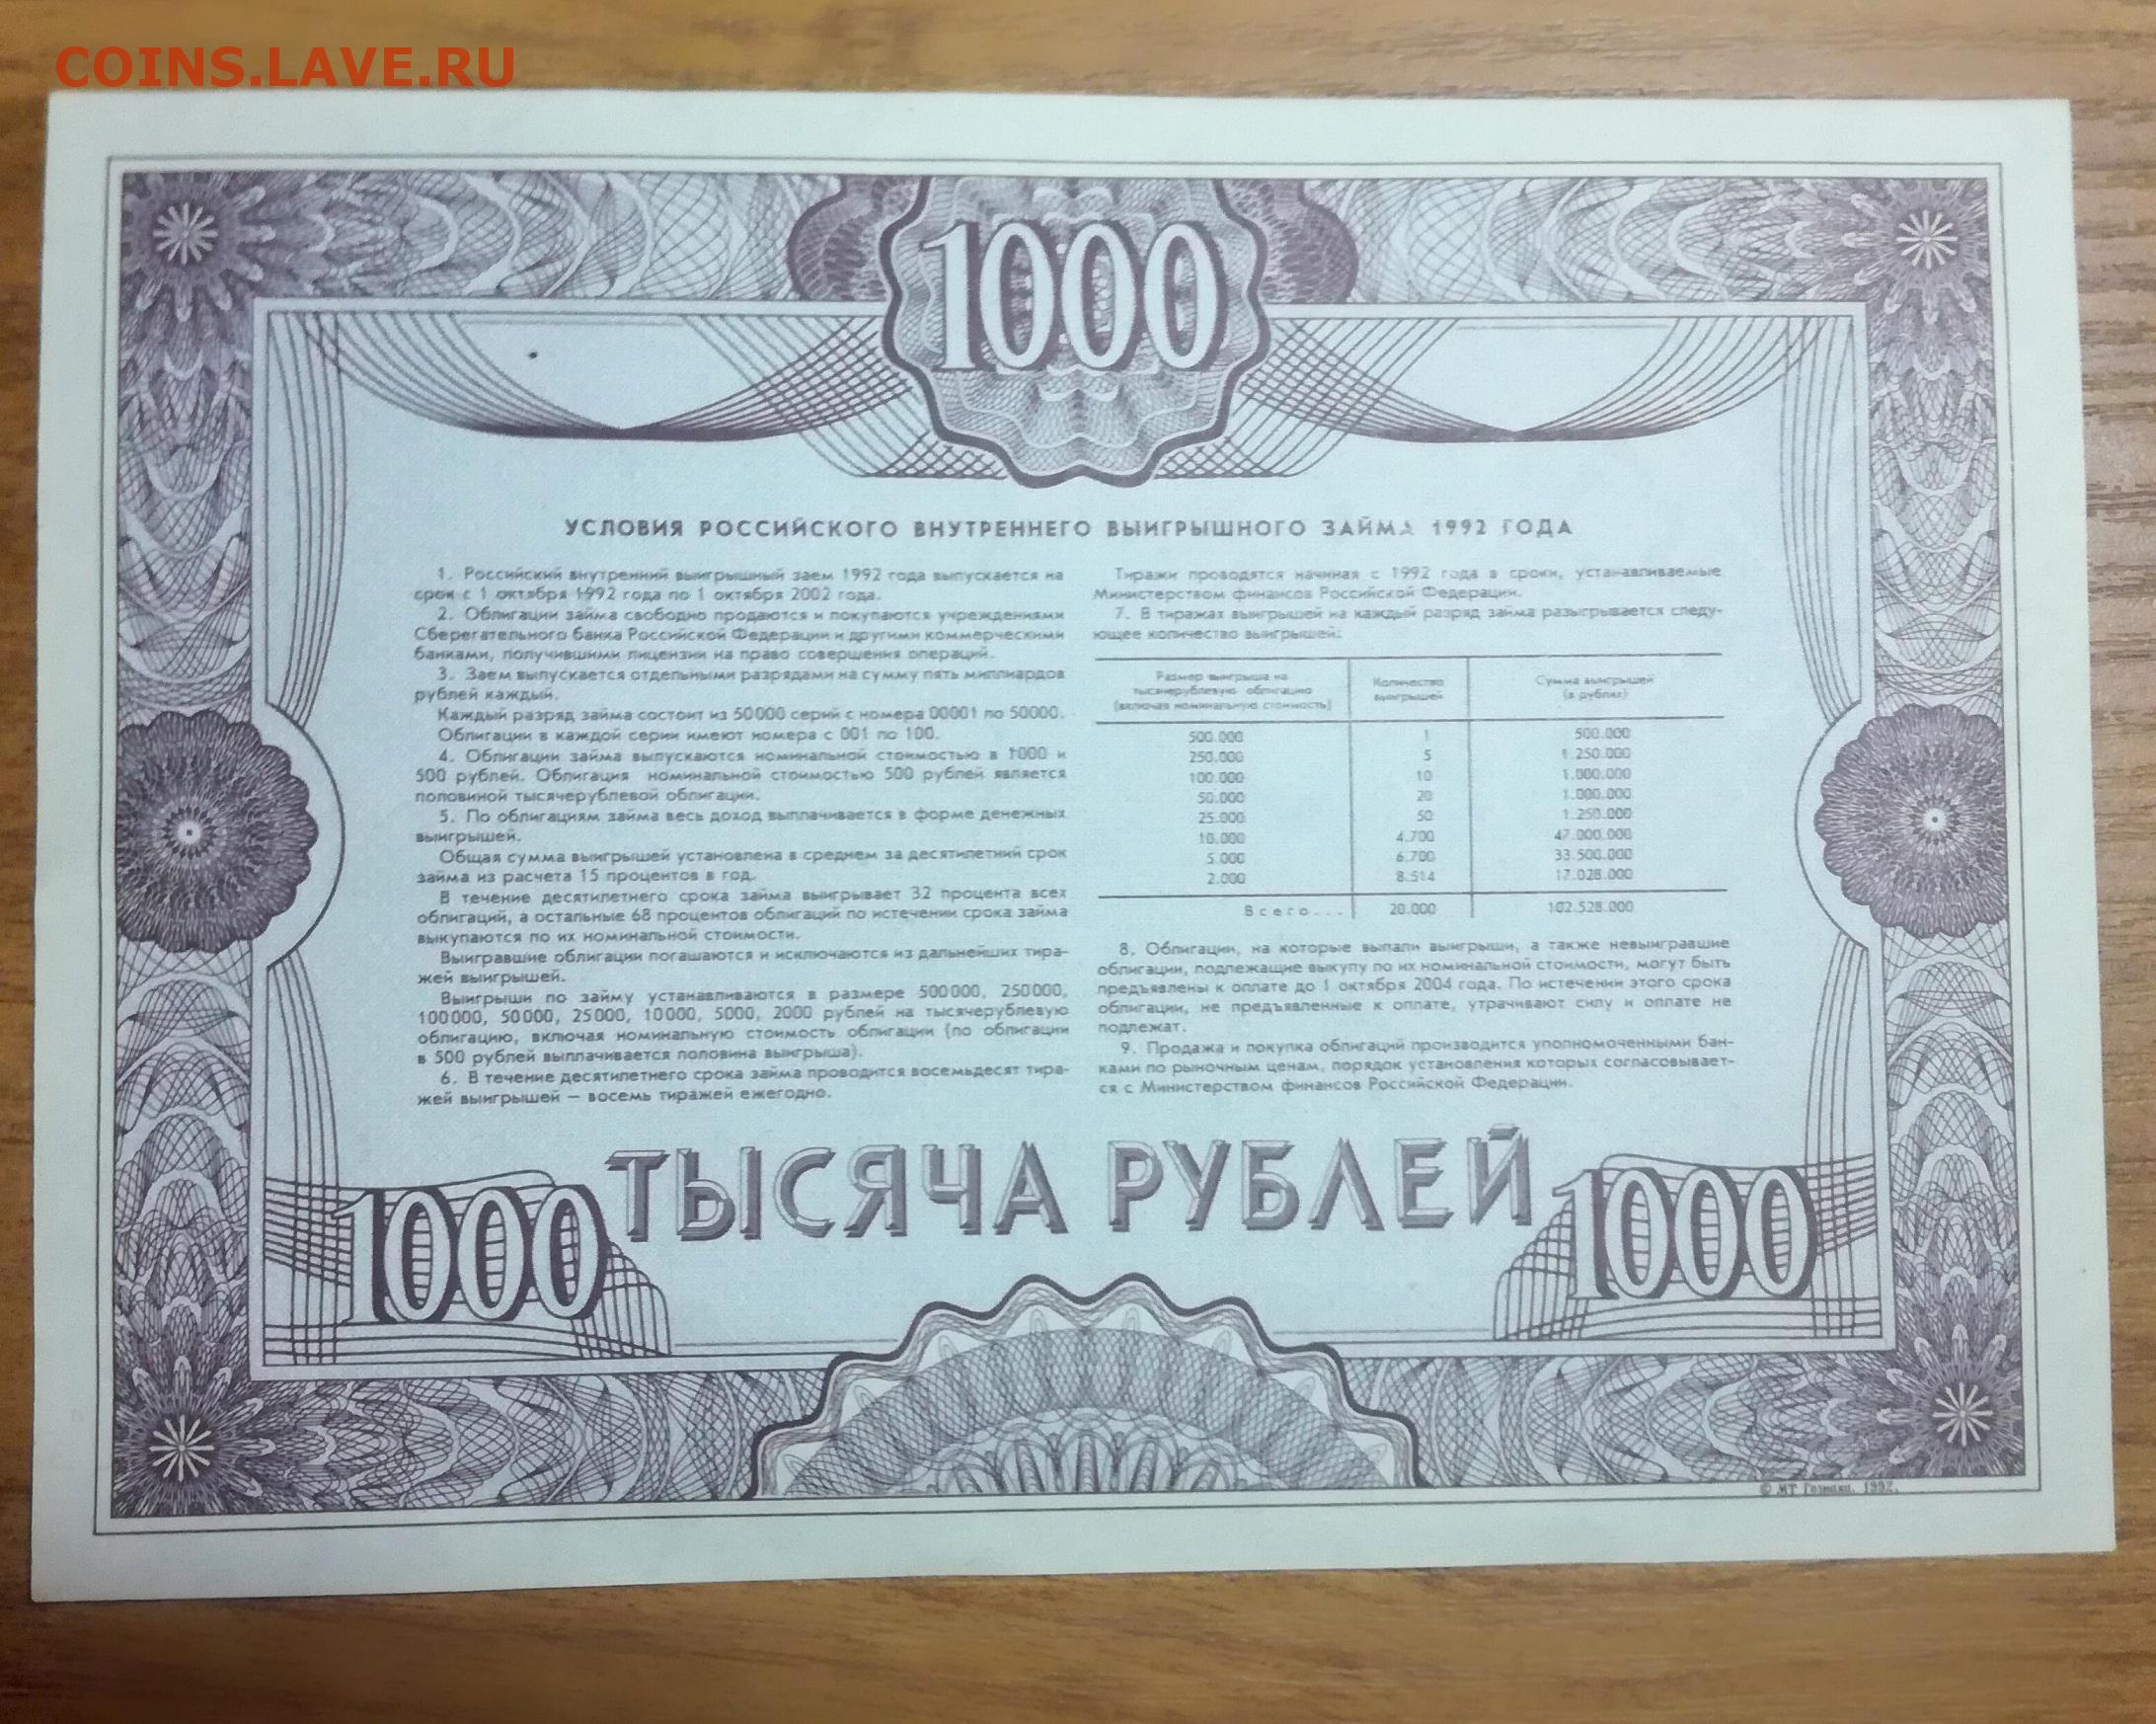 COINS.LAVE.RU
1000
УСЛОВИЯ РОССИЙСКОГО ВНУТРЕННЕГО ВЫИГРЫШНОГО ЗАЙМА 1992 ГОДА
1. Российский внутренний выигрышный заем 1992 года выпускается на
срок с 1 октября 1992 года по 1 октября 2002 года.
2. Облигации займа свободно продаются и покупаются учреждениями
Сберегательного банка Российской Федерации и другими коммерческими
банками, получившими лицензии на право совершения операций.
3. Заем выпускается отдельными разрядами на сумму пять миллиардов
рублей каждый.
Каждый разряд займа состоит из 50000 серий с номера 00001 по 50000.
Облигации в каждой серии имеют номера с 001 по 100.
4. Облигации займа выпускаются номинальной стоимостью в 1000 и
500 рублей. Облигация номинальной стоимостью 500 рублей является
половиной тысячерублевой облигации.
5. По облигациям займа весь доход выплачивается в форме денежных
выигрышей.
Общая сумма выигрышей установлена в среднем за десятилетний срок
займа из расчета 15 процентов в год.
В течение десятилетнего срока займа выигрывает 32 процента всех
облигаций, а остальные 68 процентов облигаций по истечении срока займа
выкупаются по их номинальной стоимости.
Выигравшие облигации погашаются и исключаются из дальнейших тира-
жей выигрышей.
Выигрыши по займу устанавливаются в размере 500000, 250000,
100000, 50000, 25000, 10000, 5000, 2000 рублей на тысячерублевую
облигацию, включая номинальную стоимость облигации (по облигации
в 500 рублей выплачивается половина выигрыша).
6. В течение десятилетнего срока займа проводится восемьдесят тира-
жей выигрышей — восемь тиражей ежегодно.
Тиражи проводятся начиная с 1992 года в сроки, устанавливаемые
Министерством финансов Российской Федерации.
7. В тиражах выигрышей на каждый разряд займа разыгрывается следу-
ющее количество выигрышей:
Размер выигрыша на тысячерублевую облигацию (включая номинальную стоимость) Количество выигрышей Сумма выигрышей (в рублях)
500.000 1 500.000
250.000 5 1.250.000
100.000 10 1.000.000
50.000 20 1.000.000
25.000 50 1.250.000
10.000 4.700 47.000.000
5.000 6.700 33.500.000
2.000 8.514 17.028.000
Всего... 20.000 102.528.000
8. Облигации, на которые выпали выигрыши, а также невыигравшие
облигации, подлежащие выкупу по их номинальной стоимости, могут быть
предъявлены к оплате до 1 октября 2004 года. По истечении этого срока
облигации, не предъявленные к оплате, утрачивают силу и оплате не
подлежат.
9. Продажа и покупка облигаций производится уполномоченными бан-
ками по рыночным ценам, порядок установления которых согласовывает-
ся с Министерством финансов Российской Федерации.
1000 ТЫСЯЧА РУБЛЕЙ 1000
© МТ Гознака. 1992.